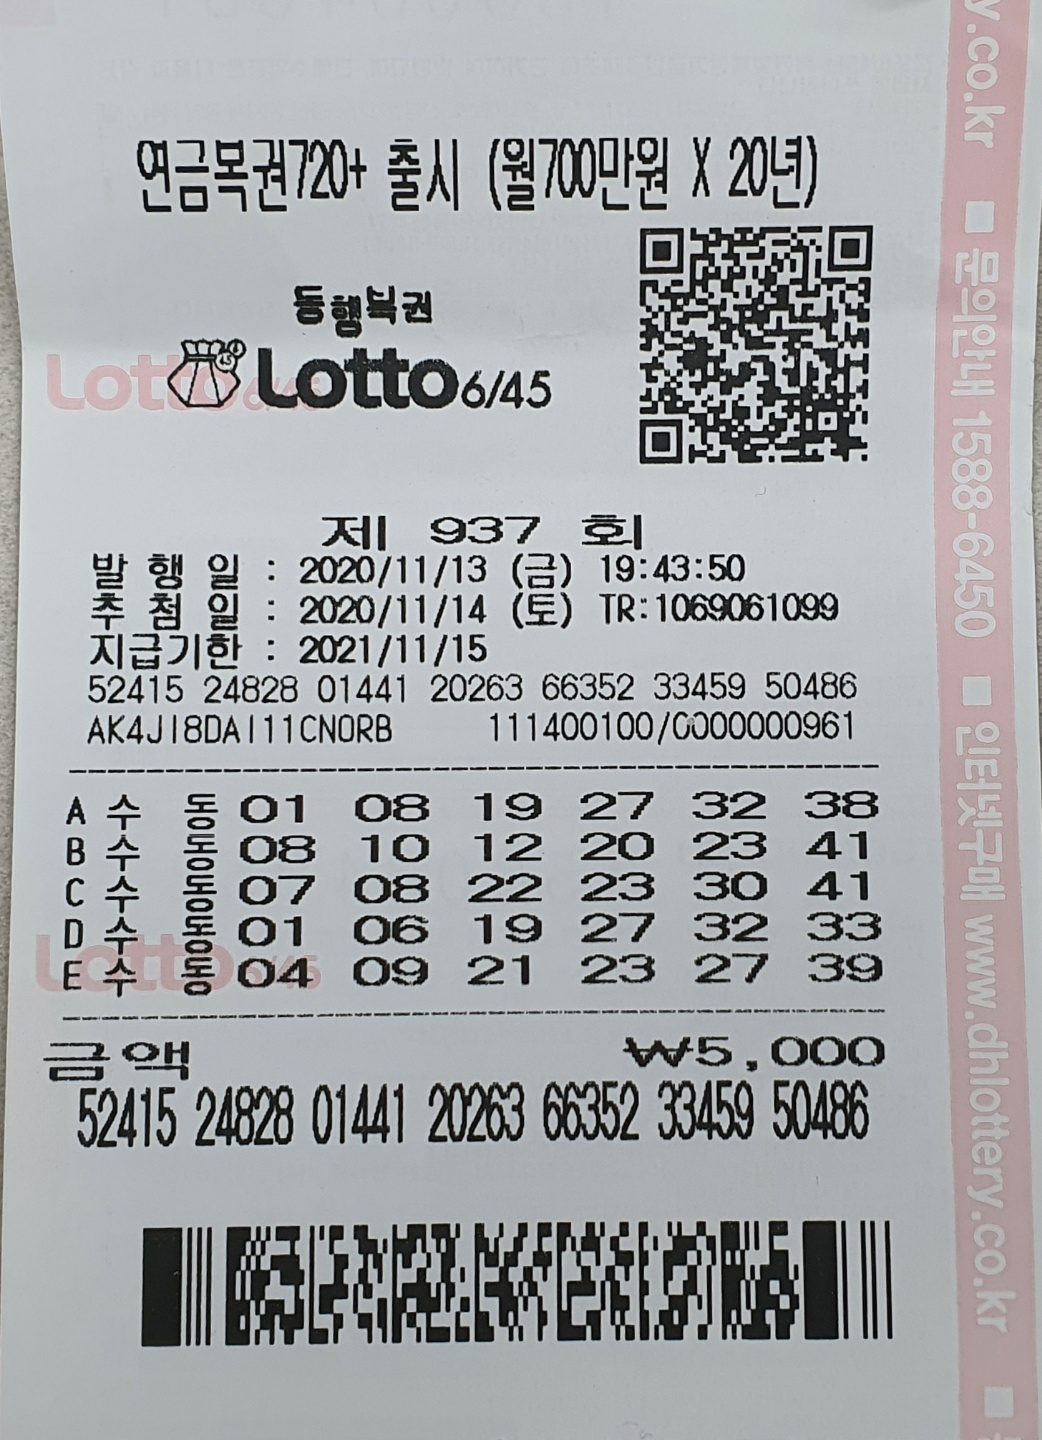 연금복권720+ 출시 (월700만원 X 20년)
동행복권
Lotto 6/45
제 937 회
발 행 일 : 2020/11/13 (금) 19:43:50
추 첨 일 : 2020/11/14 (토) TR:1069061099
지급기한 : 2021/11/15
52415 24828 01441 20263 66352 33459 50486
AK4JI8DAI11CNORB 111400100/0000000961
A 수 동 01 08 19 27 32 38
B 수 동 08 10 12 20 23 41
C 수 동 07 08 22 23 30 41
D 수 동 01 06 19 27 32 33
E 수 동 04 09 21 23 27 39
금액 ₩5,000
52415 24828 01441 20263 66352 33459 50486
y.co.kr ■ 문의안내 1588-6450 ■ 인터넷구매 www.dhlottery.co.kr ■
Lotto 6/45
Lotto 6/45